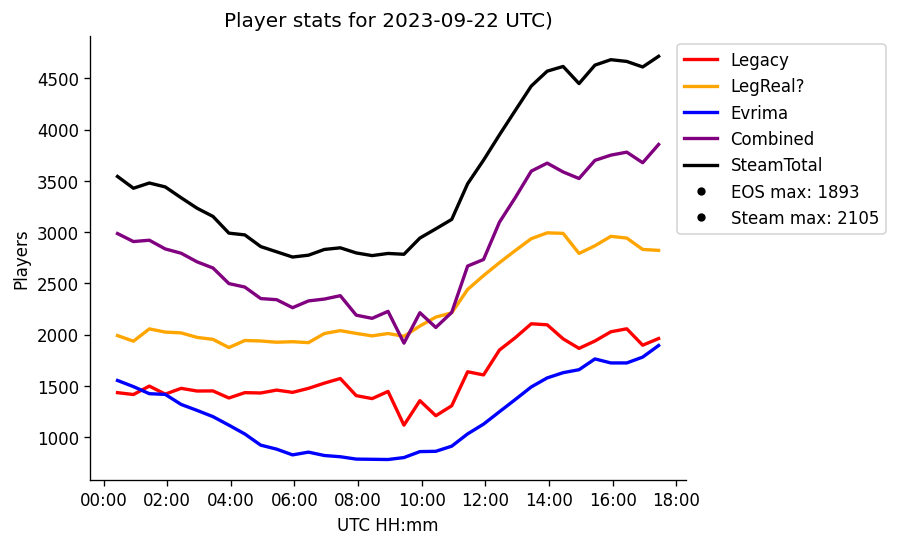 Player stats for 2023-09-22 UTC)
Players
4500
4000
3500
3000
2500
2000
1500
1000
00:00 02:00 04:00 06:00 08:00 10:00 12:00 14:00 16:00 18:00
UTC HH:mm
Legacy
LegReal?
Evrima
Combined
SteamTotal
EOS max: 1893
Steam max: 2105